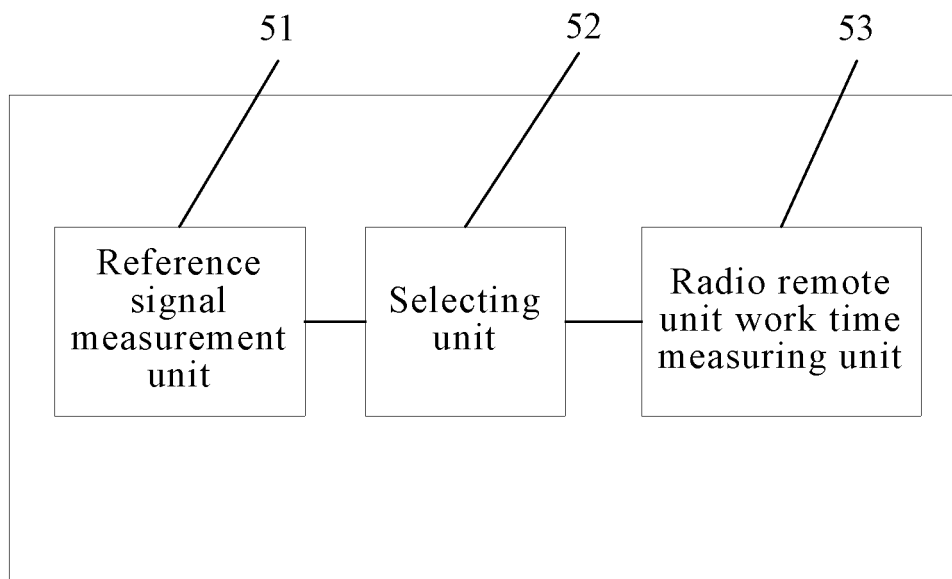 51
52
53
Reference
signal
measurement
unit
Selecting
unit
Radio remote
unit work time
measuring unit